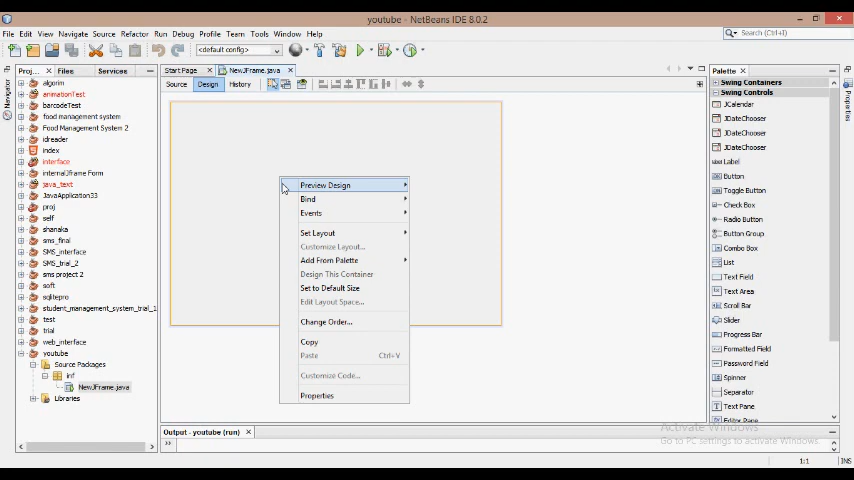 youtube - NetBeans IDE 8.0.2
File Edit View Navigate Source Refactor Run Debug Profile Team Tools Window Help
Search (Ctrl+I)
<default config>
Proj... Files Services
Start Page NewJFrame.java
Palette
Source Design History
Navigator
Properties
algorim
animationTest
barcodeTest
food management system
Food Management System 2
idreader
index
interface
internalJframe Form
java_text
JavaApplication33
proj
self
shanaka
sms_final
SMS_interface
SMS_trial_2
sms project 2
soft
sqlitepro
student_management_system_trial_1
test
trial
web_interface
youtube
Source Packages
inf
NewJFrame.java
Libraries
Preview Design
Bind
Events
Set Layout
Customize Layout...
Add From Palette
Design This Container
Set to Default Size
Edit Layout Space...
Change Order...
Copy
Paste Ctrl+V
Customize Code...
Properties
Swing Containers
Swing Controls
JCalendar
JDateChooser
JDateChooser
JDateChooser
Label
Button
Toggle Button
Check Box
Radio Button
Button Group
Combo Box
List
Text Field
Text Area
Scroll Bar
Slider
Progress Bar
Formatted Field
Password Field
Spinner
Separator
Text Pane
Editor Pane
Output - youtube (run)
Activate Windows
Go to PC settings to activate Windows.
1:1 INS